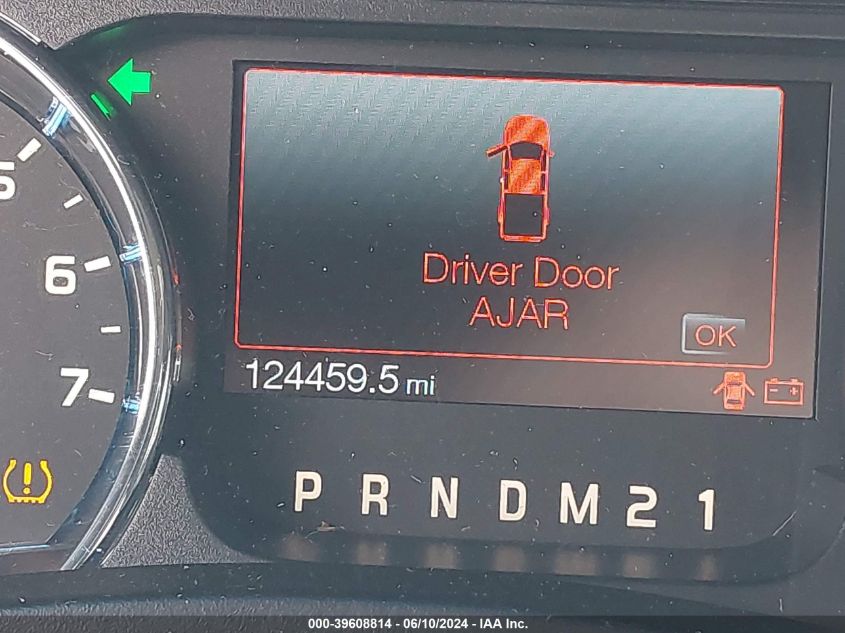 5
6
7
Driver Door
AJAR
OK
124459.5 mi
P R N D M 2 1
000-39608814 - 06/10/2024 - IAA Inc.